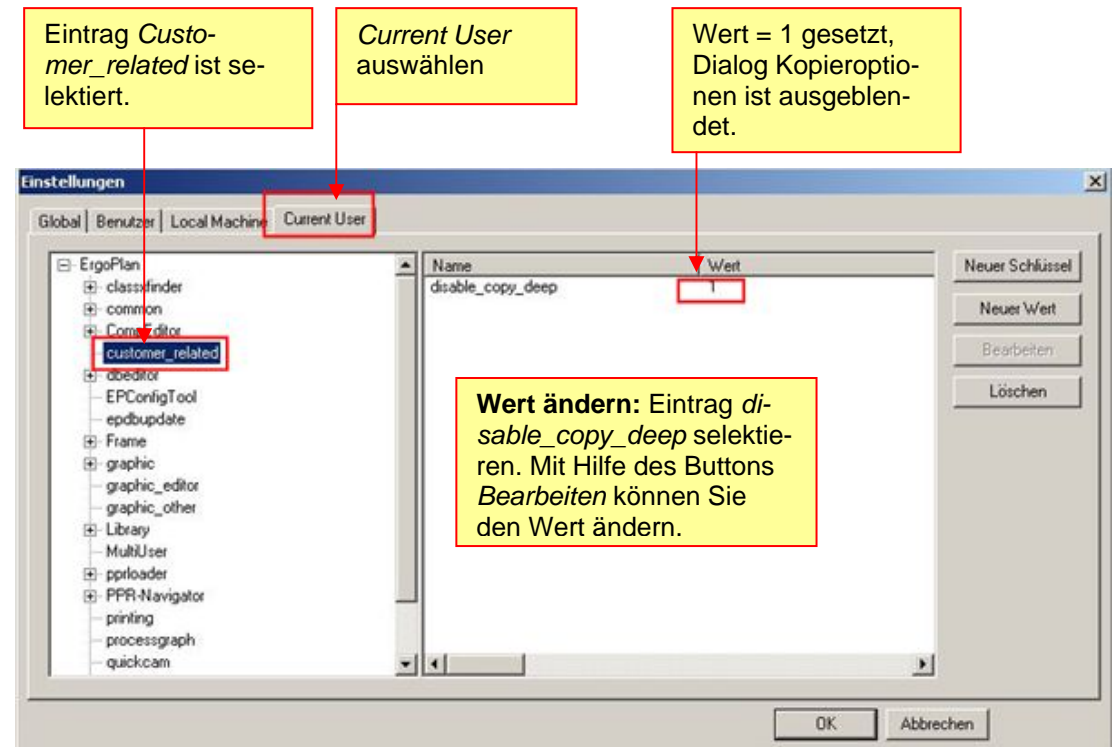 Eintrag Custo-
mer_related ist se-
lektiert.
Current User
auswählen
Wert = 1 gesetzt,
Dialog Kopieroptio-
nen ist ausgeblen-
det.
Einstellungen
Global Benutzer Local Machine Current User
ErgoPlan
classxfinder
common
CompEditor
customer_related
dbeditor
EPConfigTool
epdbupdate
Frame
graphic
graphic_editor
graphic_other
Library
MultiUser
pprloader
PPR-Navigator
printing
processgraph
quickcam
Name Wert
disable_copy_deep 1
Wert ändern: Eintrag di-
sable_copy_deep selektie-
ren. Mit Hilfe des Buttons
Bearbeiten können Sie
den Wert ändern.
Neuer Schlüssel
Neuer Wert
Bearbeiten
Löschen
OK Abbrechen